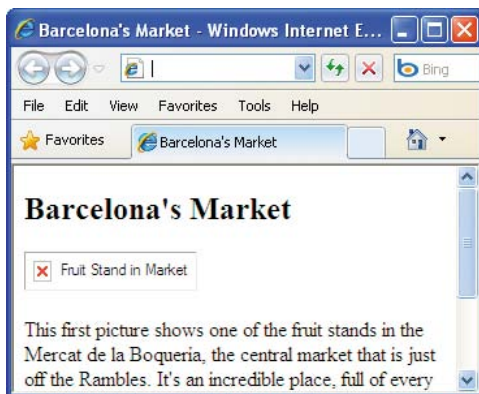 Barcelona's Market - Windows Internet E...
Bing
File Edit View Favorites Tools Help
Favorites Barcelona's Market
Barcelona's Market
Fruit Stand in Market
This first picture shows one of the fruit stands in the
Mercat de la Boqueria, the central market that is just
off the Rambles. It's an incredible place, full of every